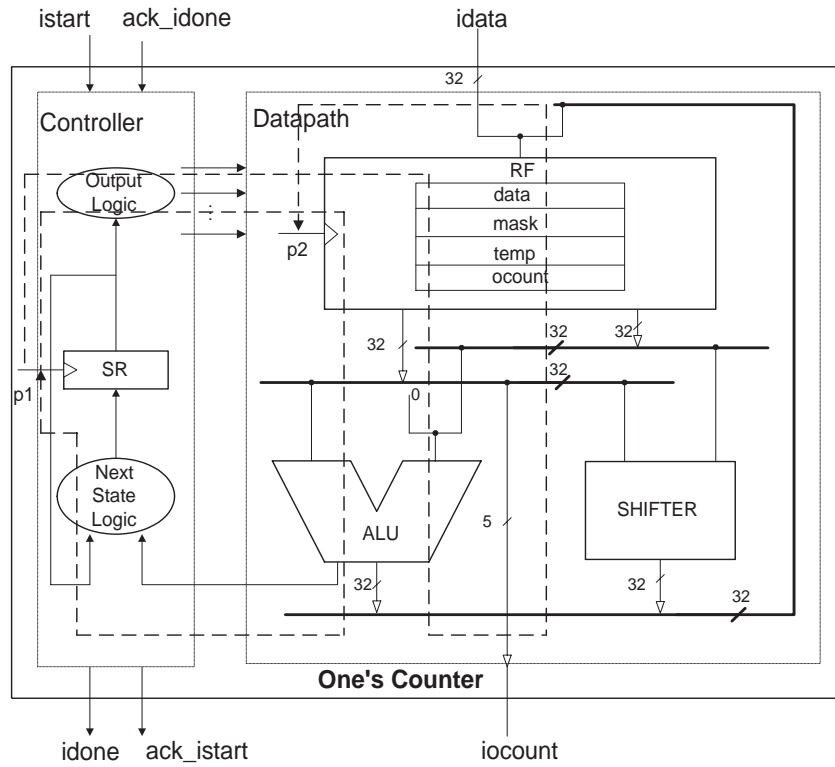 istart
ack_idone
idata
32
Controller
Datapath
RF
Output
Logic
data
mask
temp
ocount
p2
:
32
32
32
SR
32
p1
0
Next
State
Logic
ALU
5
SHIFTER
32
32
32
One's Counter
idone
ack_istart
iocount